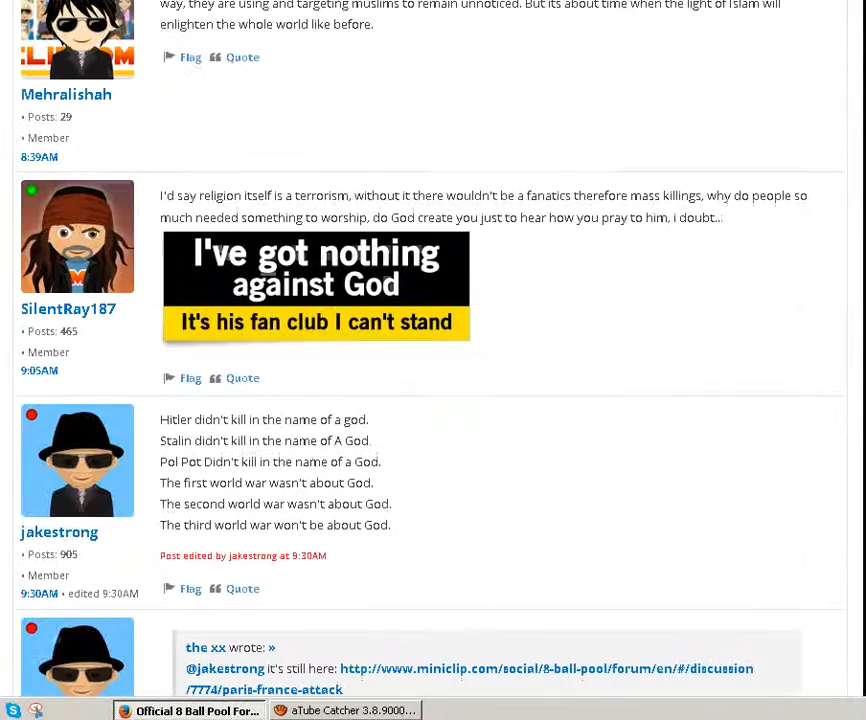 way, they are using and targeting muslims to remain unnoticed. But its about time when the light of Islam will
enlighten the whole world like before.
Flag Quote
Mehralishah
• Posts: 29
• Member
8:39AM
I'd say religion itself is a terrorism, without it there wouldn't be a fanatics therefore mass killings, why do people so
much needed something to worship, do God create you just to hear how you pray to him, i doubt...
I've got nothing
against God
It's his fan club I can't stand
SilentRay187
• Posts: 465
• Member
9:05AM
Flag Quote
Hitler didn't kill in the name of a god.
Stalin didn't kill in the name of A God.
Pol Pot Didn't kill in the name of a God.
The first world war wasn't about God.
The second world war wasn't about God.
The third world war won't be about God.
jakestrong
• Posts: 905
• Member
9:30AM • edited 9:30AM
Post edited by jakestrong at 9:30AM
Flag Quote
the xx wrote: »
@jakestrong it's still here: http://www.miniclip.com/social/8-ball-pool/forum/en/#/discussion
/7774/paris-france-attack
Official 8 Ball Pool For...
aTube Catcher 3.8.9000...